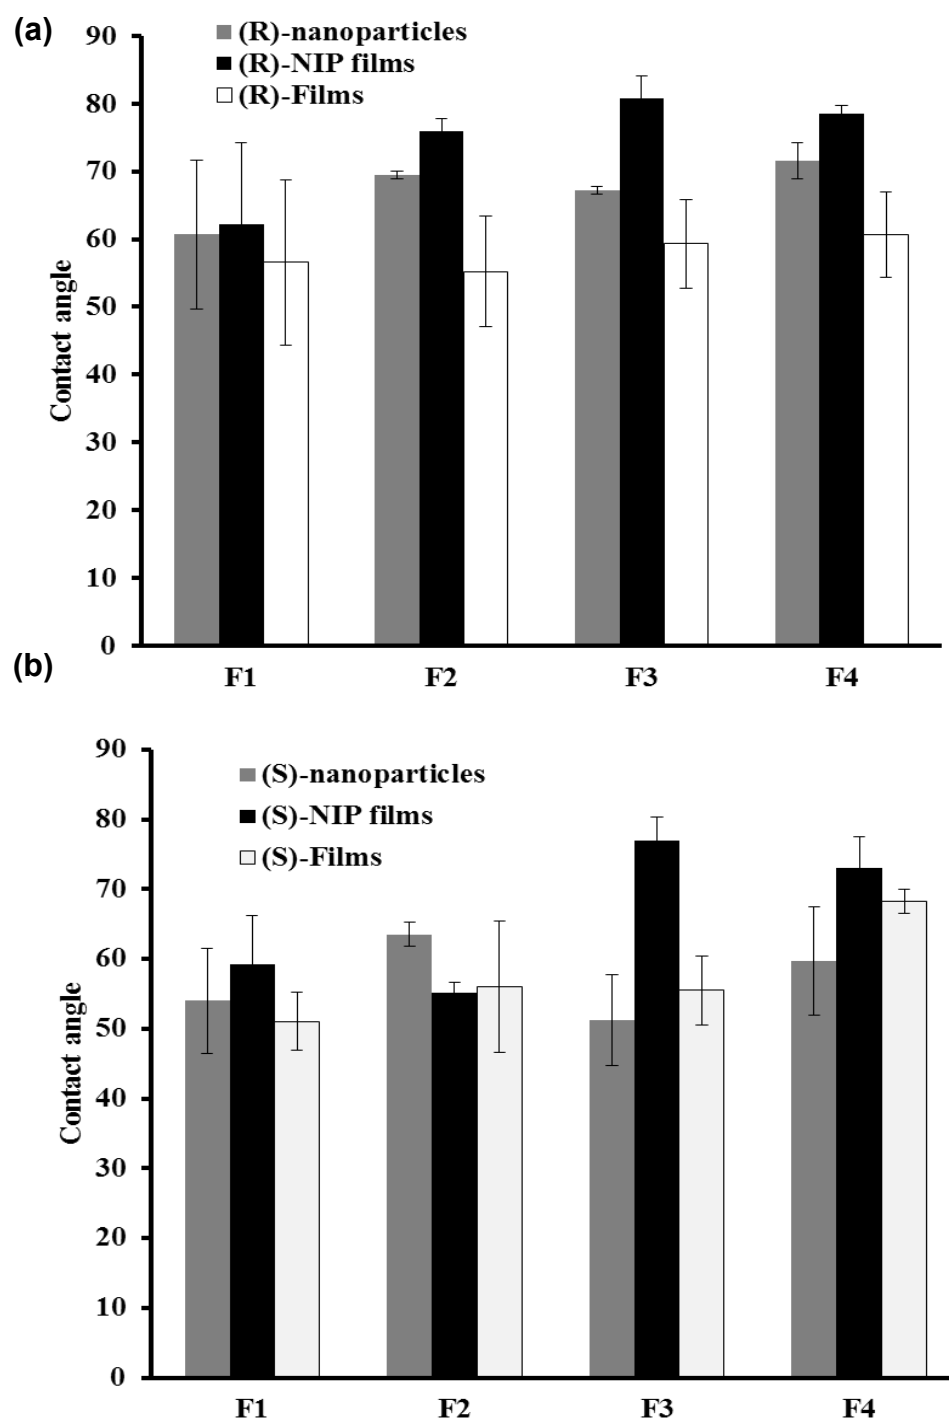 (a)
90
80
70
60
50
40
30
20
10
0
Contact angle
(R)-nanoparticles
(R)-NIP films
(R)-Films
F1 F2 F3 F4
(b)
90
80
70
60
50
40
30
20
10
0
Contact angle
(S)-nanoparticles
(S)-NIP films
(S)-Films
F1 F2 F3 F4